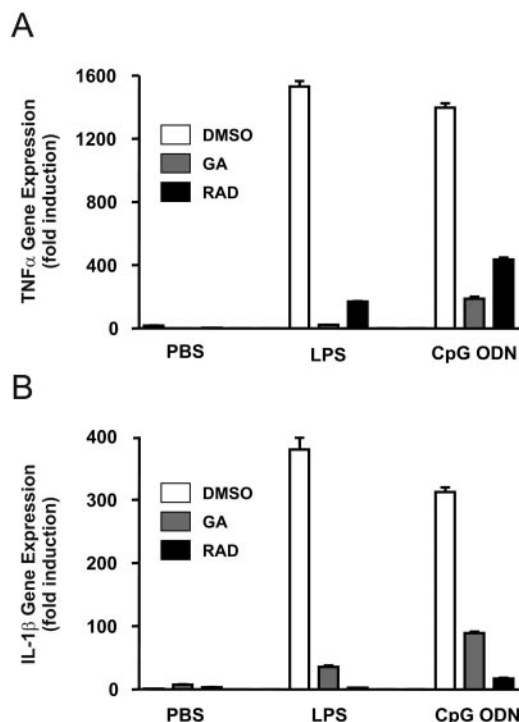 A
TNFα Gene Expression
(fold induction)
1600
1200
800
400
0
DMSO
GA
RAD
PBS
LPS
CpG ODN
B
IL-1β Gene Expression
(fold induction)
400
300
200
100
0
DMSO
GA
RAD
PBS
LPS
CpG ODN